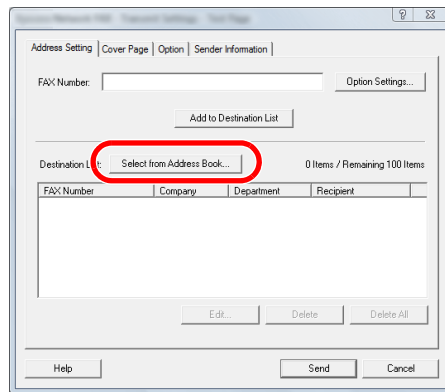 Address Setting Cover Page Option Sender Information
FAX Number: Option Settings...
Add to Destination List
Destination List: Select from Address Book... 0 Items / Remaining 100 Items
FAX Number Company Department Recipient
Edit... Delete Delete All
Help Send Cancel